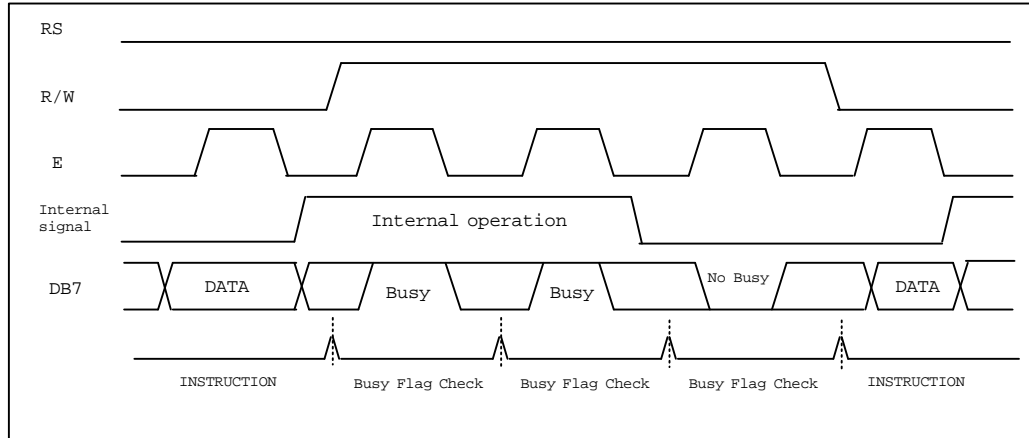 RS
R/W
E
Internal
signal
Internal operation
DB7
DATA
Busy
Busy
No Busy
DATA
INSTRUCTION
Busy Flag Check
Busy Flag Check
Busy Flag Check
INSTRUCTION